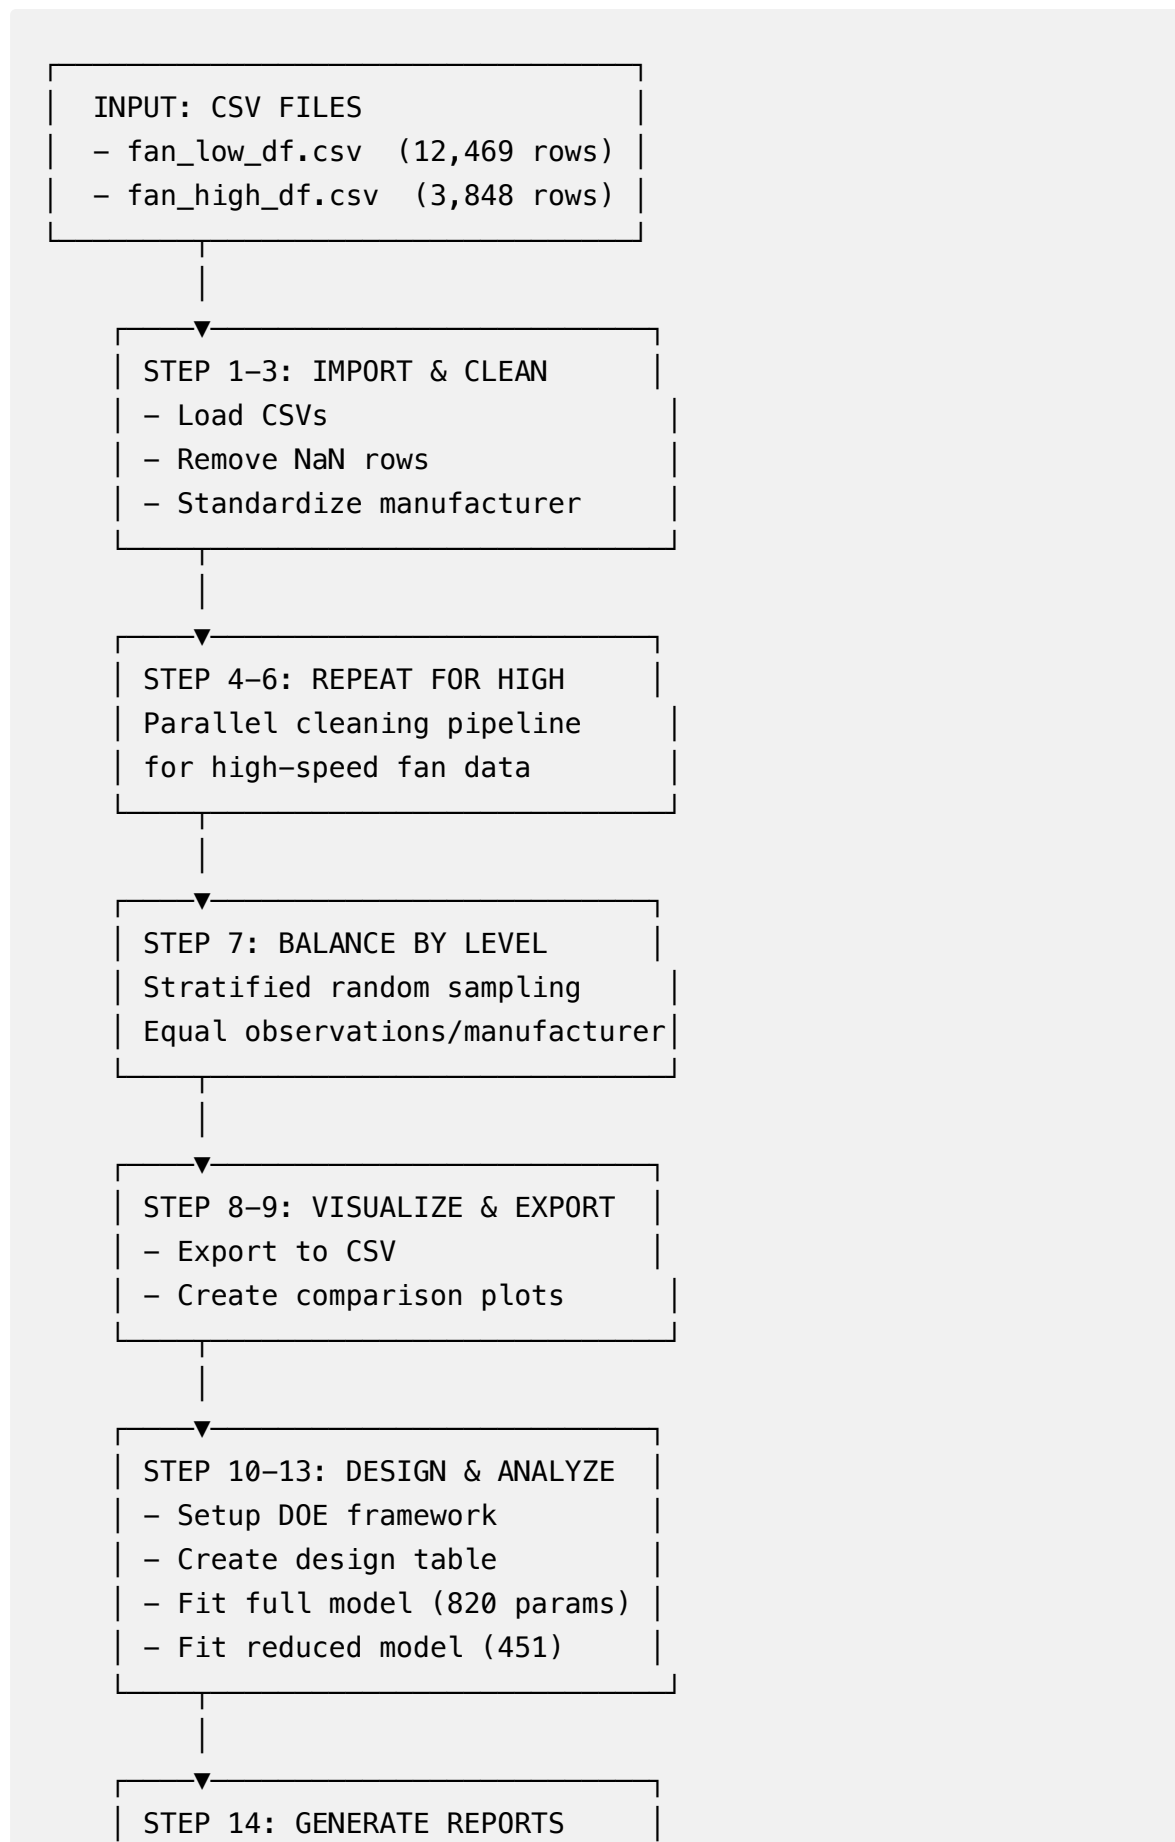 INPUT: CSV FILES
– fan_low_df.csv  (12,469 rows)
– fan_high_df.csv  (3,848 rows)
STEP 1–3: IMPORT & CLEAN
– Load CSVs
– Remove NaN rows
– Standardize manufacturer
STEP 4–6: REPEAT FOR HIGH
Parallel cleaning pipeline
for high–speed fan data
STEP 7: BALANCE BY LEVEL
Stratified random sampling
Equal observations/manufacturer
STEP 8–9: VISUALIZE & EXPORT
– Export to CSV
– Create comparison plots
STEP 10–13: DESIGN & ANALYZE
– Setup DOE framework
– Create design table
– Fit full model (820 params)
– Fit reduced model (451)
STEP 14: GENERATE REPORTS